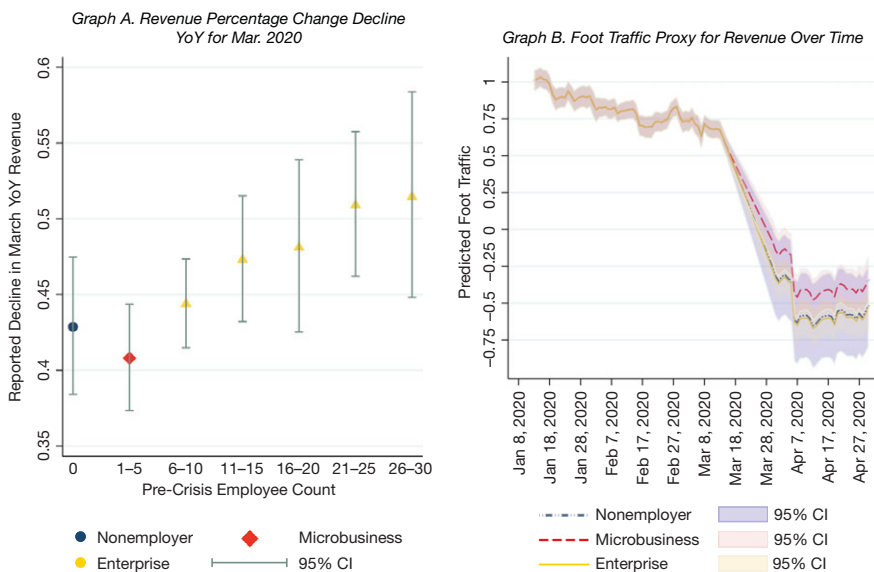 Graph A. Revenue Percentage Change Decline
YoY for Mar. 2020
Reported Decline in March YoY Revenue
0.6
0.55
0.5
0.45
0.4
0.35
0
1–5
6–10
11–15
16–20
21–25
26–30
Pre-Crisis Employee Count
Nonemployer
Microbusiness
Enterprise
95% CI
Graph B. Foot Traffic Proxy for Revenue Over Time
Predicted Foot Traffic
1
0.75
0.5
0.25
0
−0.25
−0.5
−0.75
Jan 8, 2020
Jan 18, 2020
Jan 28, 2020
Feb 7, 2020
Feb 17, 2020
Feb 27, 2020
Mar 8, 2020
Mar 18, 2020
Mar 28, 2020
Apr 7, 2020
Apr 17, 2020
Apr 27, 2020
Nonemployer
95% CI
Microbusiness
95% CI
Enterprise
95% CI